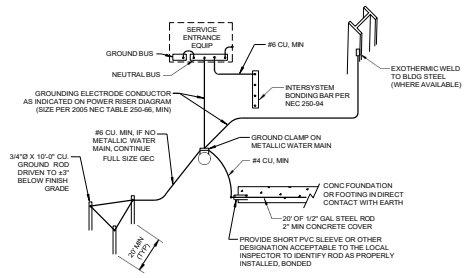 SERVICE
ENTRANCE
EQUIP
GROUND BUS
NEUTRAL BUS
#6 CU, MIN
EXOTHERMIC WELD
TO BLDG STEEL
(WHERE AVAILABLE)
INTERSYSTEM
BONDING BAR PER
NEC 250-94
GROUNDING ELECTRODE CONDUCTOR
AS INDICATED ON POWER RISER DIAGRAM
(SIZE PER 2005 NEC TABLE 250-66, MIN)
#6 CU. MIN, IF NO
METALLIC WATER
MAIN, CONTINUE
FULL SIZE GEC
GROUND CLAMP ON
METALLIC WATER MAIN
#4 CU, MIN
3/4"Ø X 10'-0" CU.
GROUND ROD
DRIVEN TO ±3"
BELOW FINISH
GRADE
20' MIN
(TYP)
CONC FOUNDATION
OR FOOTING IN DIRECT
CONTACT WITH EARTH
20' OF 1/2" GAL STEEL ROD
2" MIN CONCRETE COVER
PROVIDE SHORT PVC SLEEVE OR OTHER
DESIGNATION ACCEPTABLE TO THE LOCAL
INSPECTOR TO IDENTIFY ROD AS PROPERLY
INSTALLED, BONDED